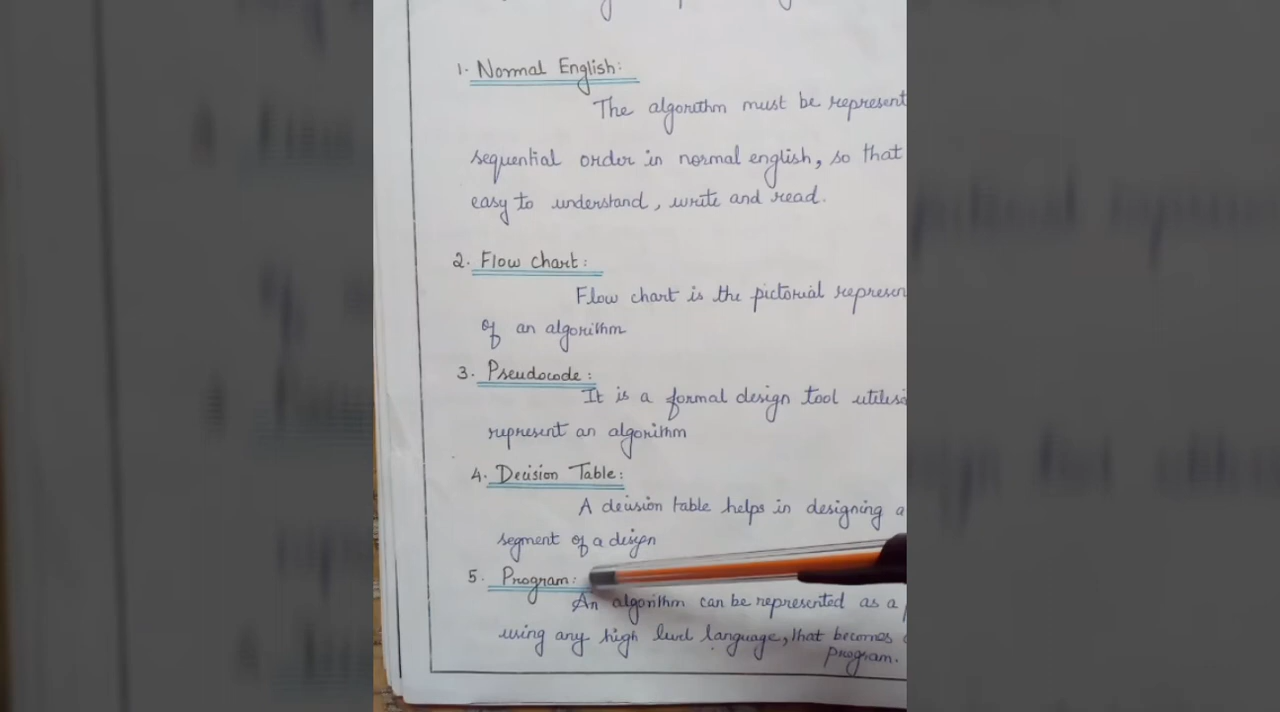 1. Normal English:
The algorithm must be represent
sequential order in normal english, so that
easy to understand, write and read.
2. Flow chart:
Flow chart is the pictorial represen
of an algorithm
3. Pseudocode:
It is a formal design tool utilis
represent an algorithm
4. Decision Table:
A decision table helps in designing a
segment of a design
5. Program:
An algorithm can be represented as a
using any high level language, that becomes
program.